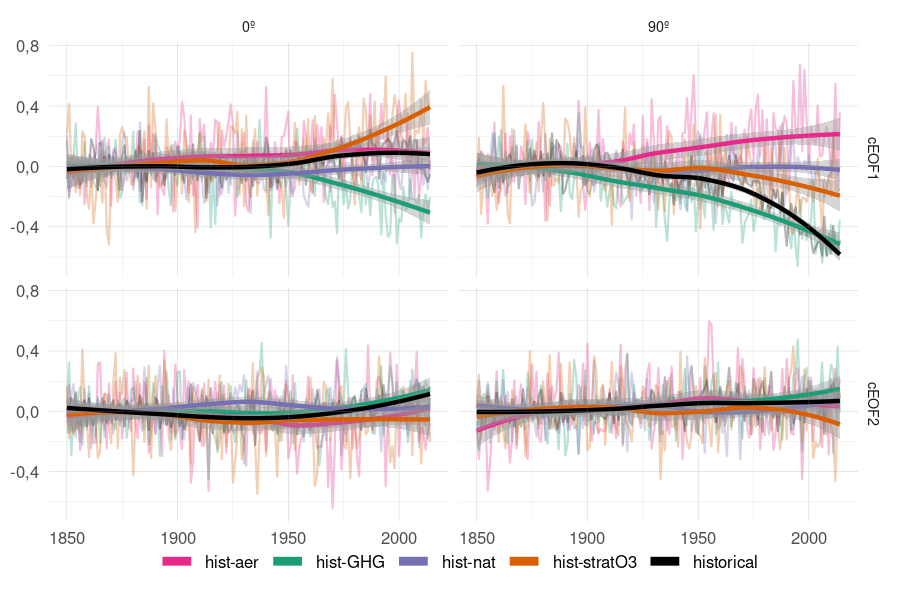 0º 90º
0,8
0,4
0,0
-0,4
cEOF1
0,8
0,4
0,0
-0,4
cEOF2
1850 1900 1950 2000 1850 1900 1950 2000
hist-aer hist-GHG hist-nat hist-stratO3 historical